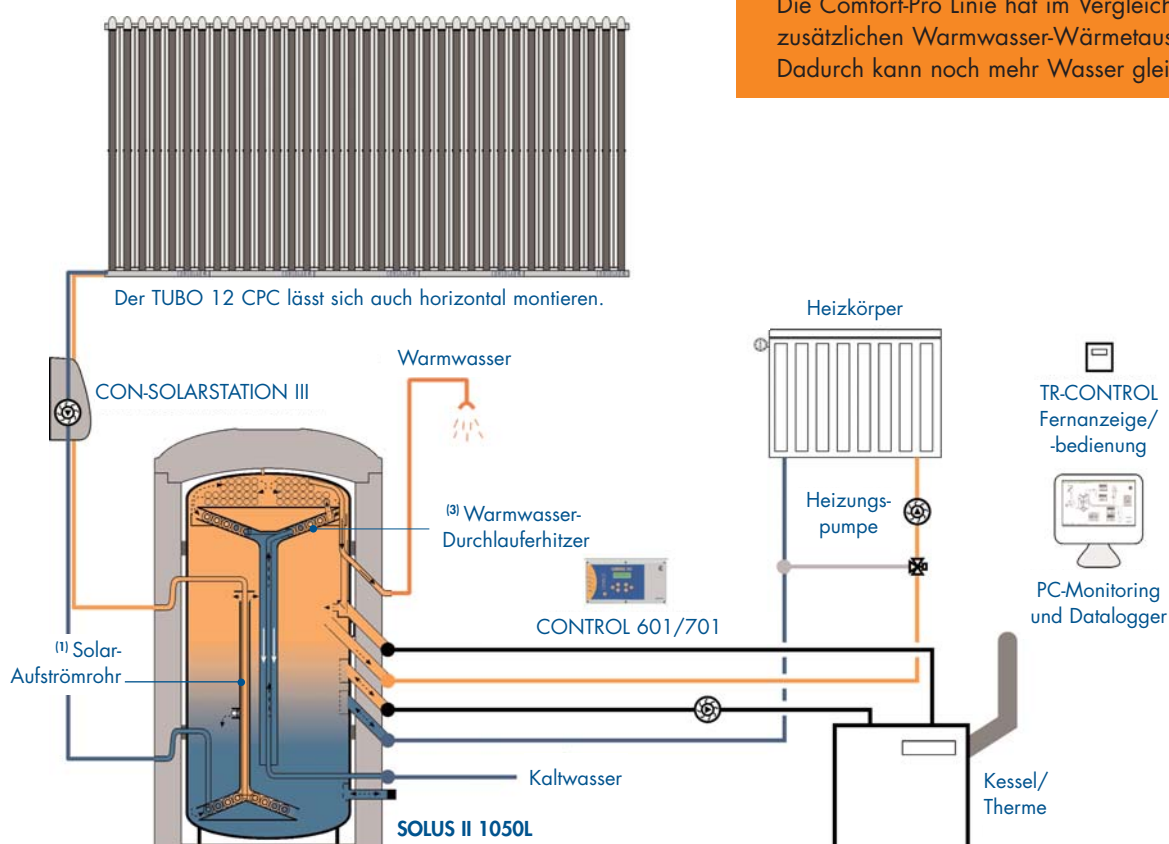 Die Comfort-Pro Linie hat im Vergleich
zusätzlichen Warmwasser-Wärmetaus
Dadurch kann noch mehr Wasser glei
Der TUBO 12 CPC lässt sich auch horizontal montieren.
Heizkörper
Warmwasser
CON-SOLARSTATION III
TR-CONTROL
Fernanzeige/
-bedienung
(3) Warmwasser-
Durchlauferhitzer
Heizungs-
pumpe
PC-Monitoring
und Datalogger
CONTROL 601/701
(1) Solar-
Aufströmrohr
Kaltwasser
Kessel/
Therme
SOLUS II 1050L